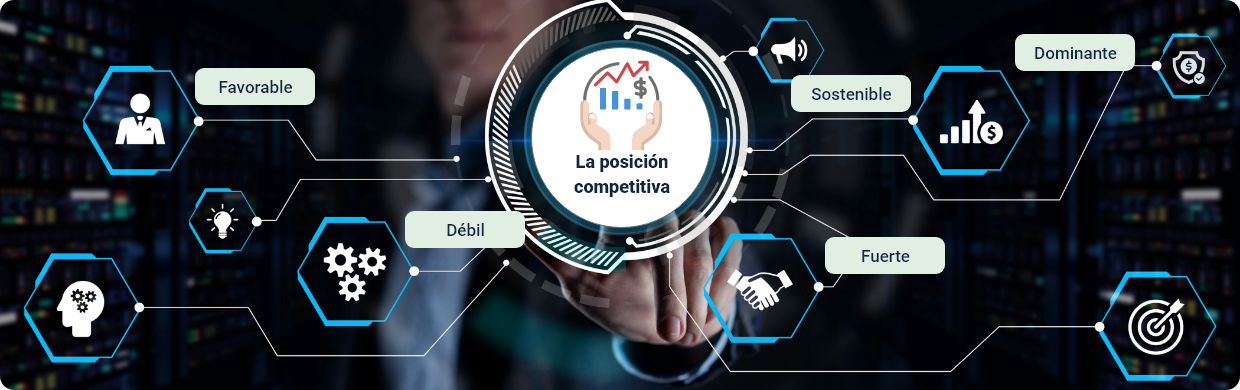 Dominante
Favorable
Sostenible
$
La posición
competitiva
Débil
Fuerte